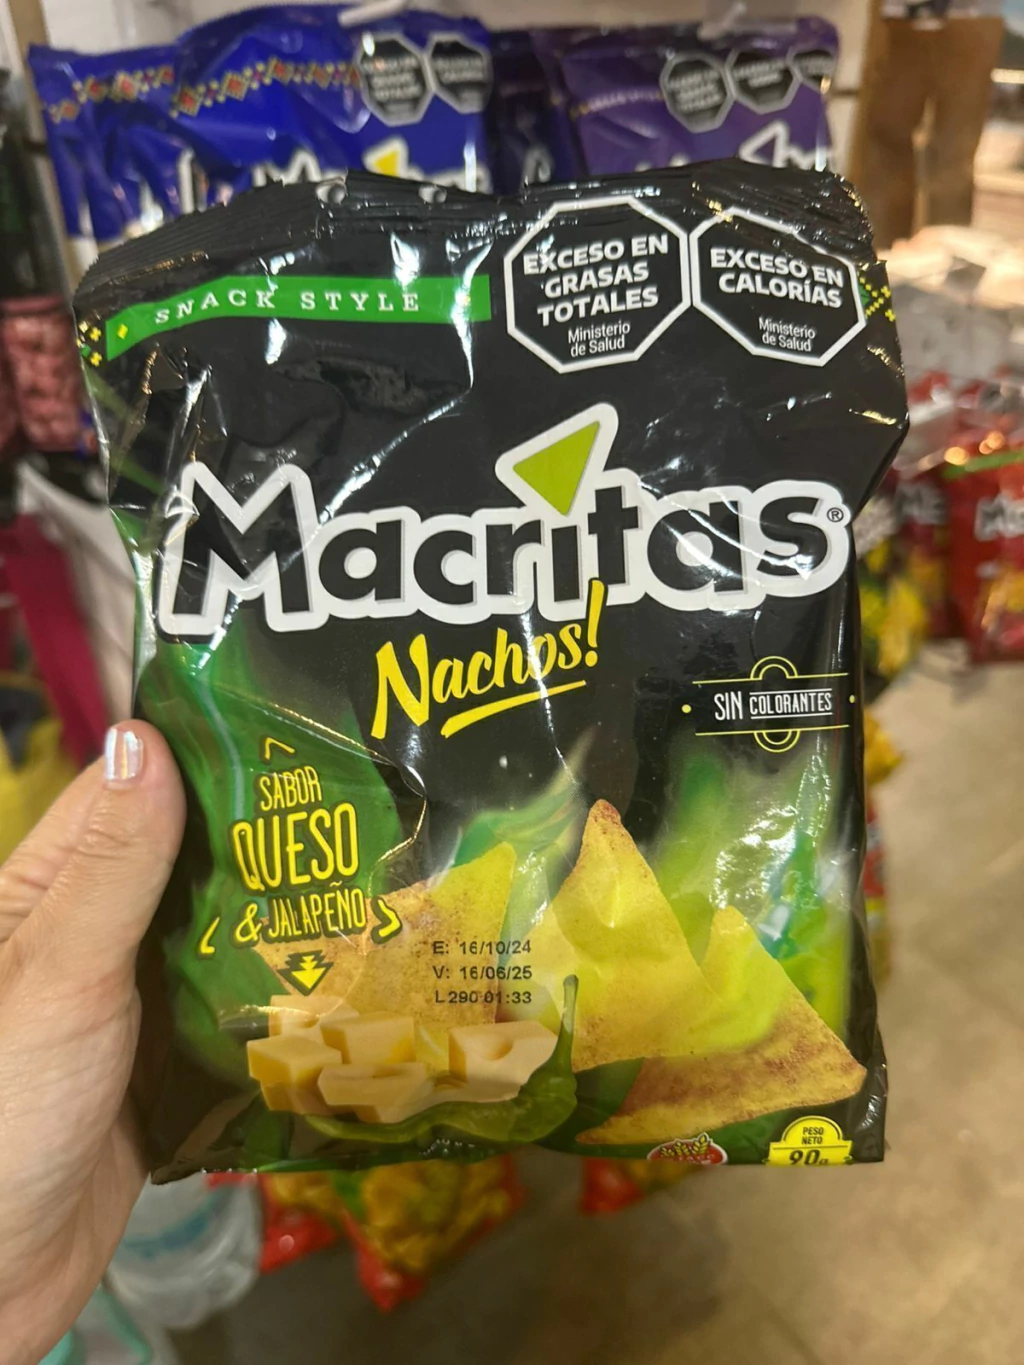 SNACK STYLE
EXCESO EN
GRASAS
TOTALES
Ministerio
de Salud
EXCESO EN
CALORÍAS
Ministerio
de Salud
Macritas®
Nachos!
SIN COLORANTES
SABOR
QUESO
& JALAPEÑO
E: 16/10/24
V: 16/06/25
L290 01:33
PESO
NETO